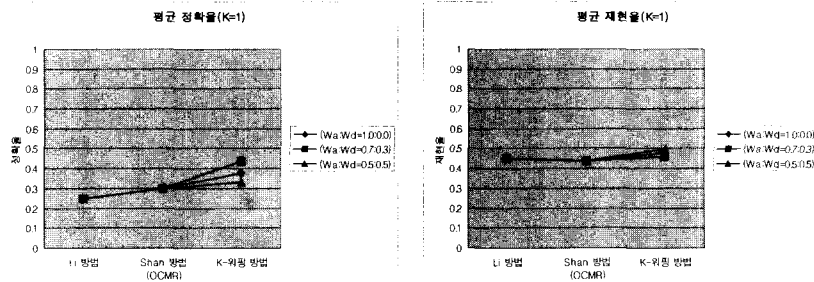 평균 정확율(K=1)
1
0.9
0.8
0.7
0.6
0.5
0.4
0.3
0.2
0.1
0
정확율
Li 방법
Shan 방법
(OCMR)
K-워핑 방법
(Wa:Wd=1.0:0.0)
(Wa:Wd=0.7:0.3)
(Wa:Wd=0.5:0.5)
평균 재현율(K=1)
1
0.9
0.8
0.7
0.6
0.5
0.4
0.3
0.2
0.1
0
재현율
Li 방법
Shan 방법
(OCMR)
K-워핑 방법
(Wa:Wd=1.0:0.0)
(Wa:Wd=0.7:0.3)
(Wa:Wd=0.5:0.5)